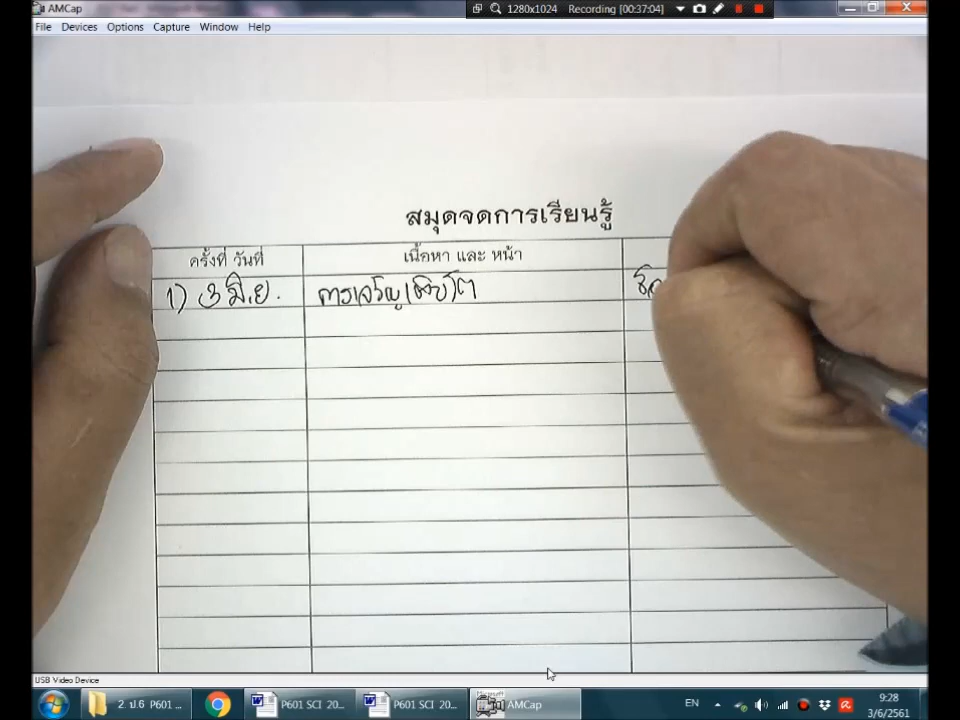 AMCap
1280x1024 Recording [00:37:04]
File Devices Options Capture Window Help
สมุดจดการเรียนรู้
ครั้งที่ วันที่ เนื้อหา และ หน้า
1) 3 มิ.ย. การเจริญเติบโต
USB Video Device
2. ป.6 P601 ... P601 SCI 20... P601 SCI 20... AMCap EN 9:28
3/6/2561